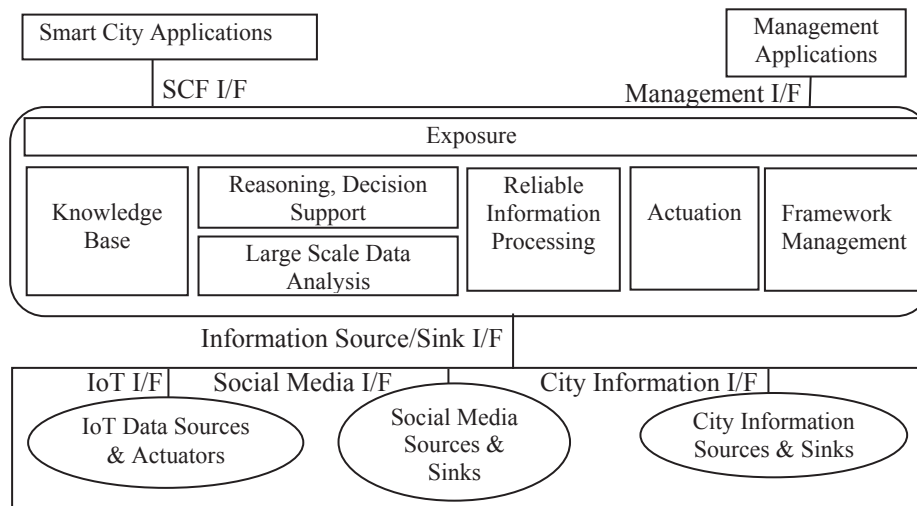 Smart City Applications
Management
Applications
SCF I/F
Management I/F
Exposure
Knowledge
Base
Reasoning, Decision
Support
Large Scale Data
Analysis
Reliable
Information
Processing
Actuation
Framework
Management
Information Source/Sink I/F
IoT I/F
Social Media I/F
City Information I/F
IoT Data Sources
& Actuators
Social Media
Sources &
Sinks
City Information
Sources & Sinks